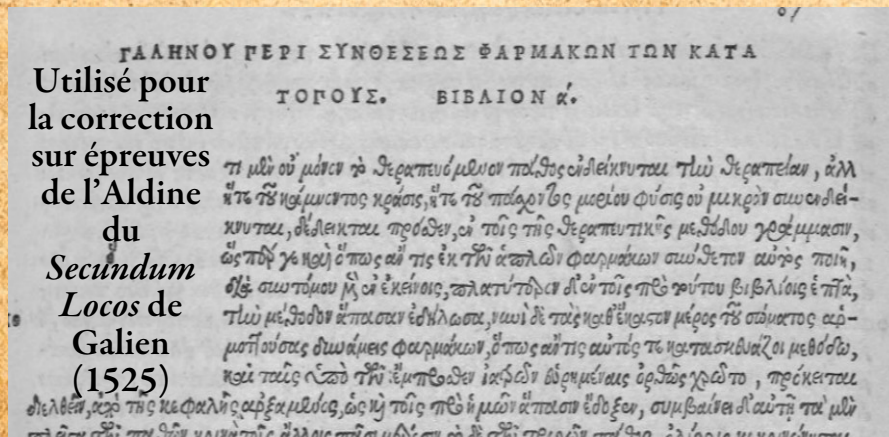 ΓΑΛΗΝΟΥ ΠΕΡΙ ΣΥΝΘΕΣΕΩΣ ΦΑΡΜΑΚΩΝ ΤΩΝ ΚΑΤΑ
ΤΟΠΟΥΣ. ΒΙΒΛΙΟΝ α΄.
Utilisé pour
la correction
sur épreuves
de l’Aldine
du
Secundum
Locos de
Galien
(1525)
τι μὲν οὐ μόνον τὸ θεραπευόμενον πάθος ἐνδείκνυται τὴν θεραπείαν, ἀλλ
ἥτε τοῦ κάμνοντος κράσις, ἥτε τοῦ πάσχοντος μορίου φύσις οὐ μικρὸν συνενδεί-
κνυται, δέδεικται πρόσθεν, ἐν τοῖς τῆς θεραπευτικῆς μεθόδου γράμμασιν,
ὥσπερ γε καὶ ὅπως ἄν τις ἐκ τῶν ἁπλῶν φαρμάκων σύνθετον αὐτὸς ποιῇ,
διὰ συντόμου μὲν ἐν ἐκείνοις, πλατύτερον δ' ἐν τοῖς πρὸ τούτου βιβλίοις ἑπτὰ,
τὴν μέθοδον ἅπασαν ἐδήλωσα, νυνὶ δὲ τὰς καθ' ἕκαστον μέρος τοῦ σώματος ἁρ-
μοττούσας δυνάμεις φαρμάκων, ὅπως ἄν τις αὐτός τε κατασκευάζοι μεθόδῳ,
καὶ ταῖς ὑπὸ τῶν ἔμπροσθεν ἰατρῶν εὑρημέναις ὀρθῶς χρῷτο, πρόκειται
διελθεῖν, ἀπὸ τῆς κεφαλῆς ἀρξαμένοις, ὡς καὶ τοῖς πρὸ ἡμῶν ἅπασιν ἔδοξεν, συμβαίνει δ' αὐτῇ τὰ μὲν